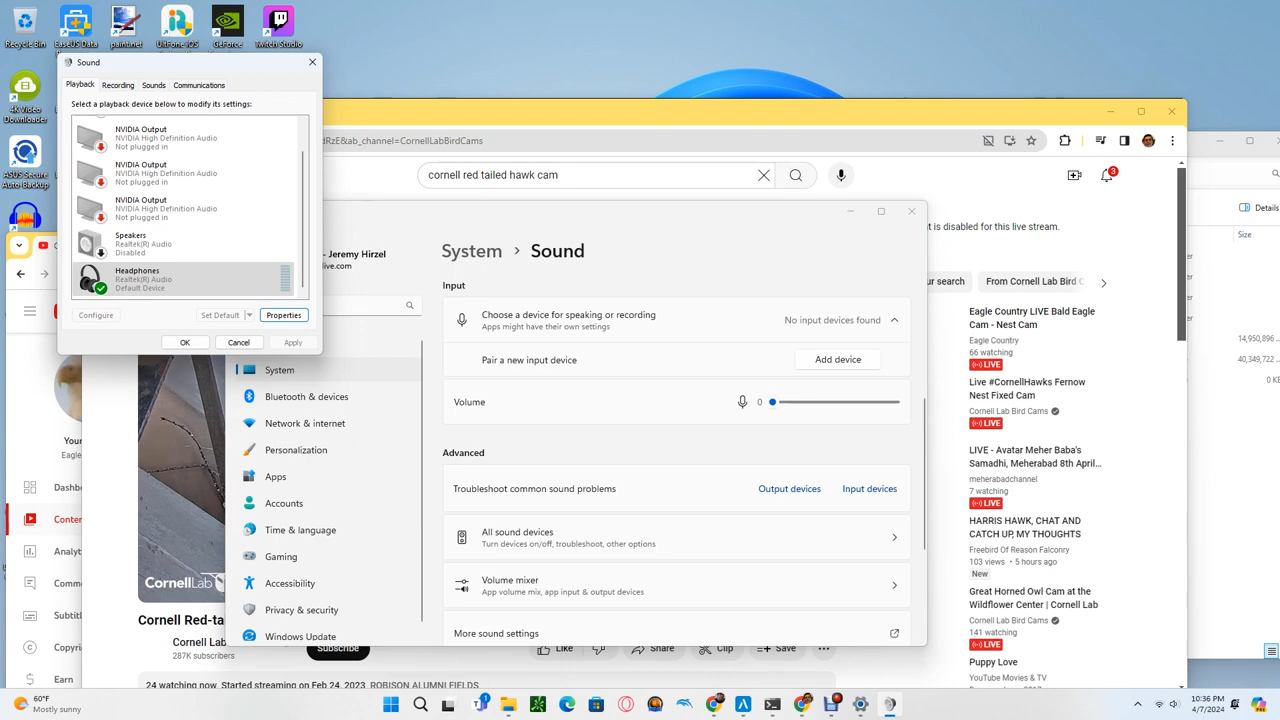 Recycle Bin
EaseUS Data
paint.net
UltFone iOS
GeForce
Twitch Studio
4K Video
Downloader
ASUS
Secure
Auto-Backup
Sound
Playback
Recording
Sounds
Communications
Select a playback device below to modify its settings:
NVIDIA Output
NVIDIA High Definition Audio
Not plugged in
NVIDIA Output
NVIDIA High Definition Audio
Not plugged in
NVIDIA Output
NVIDIA High Definition Audio
Not plugged in
Speakers
Realtek(R) Audio
Disabled
Headphones
Realtek(R) Audio
Default Device
Configure
Set Default
Properties
OK
Cancel
Apply
dRzE&ab_channel=CornellLabBirdCams
cornell red tailed hawk cam
3
- Jeremy Hirzel
live.com
System > Sound
Input
Choose a device for speaking or recording
Apps might have their own settings
No input devices found
Pair a new input device
Add device
Volume
0
Advanced
Troubleshoot common sound problems
Output devices
Input devices
All sound devices
Turn devices on/off, troubleshoot, other options
Volume mixer
App volume mix, app input & output devices
More sound settings
System
Bluetooth & devices
Network & internet
Personalization
Apps
Accounts
Time & language
Gaming
Accessibility
Privacy & security
Windows Update
nt is disabled for this live stream.
ur search
From Cornell Lab Bird C
Eagle Country LIVE Bald Eagle
Cam - Nest Cam
Eagle Country
66 watching
LIVE
Live #CornellHawks Fernow
Nest Fixed Cam
Cornell Lab Bird Cams
LIVE
LIVE - Avatar Meher Baba's
Samadhi, Meherabad 8th April...
meherabadchannel
7 watching
LIVE
HARRIS HAWK, CHAT AND
CATCH UP, MY THOUGHTS
Freebird Of Reason Falconry
103 views • 5 hours ago
New
Great Horned Owl Cam at the
Wildflower Center | Cornell Lab
Cornell Lab Bird Cams
141 watching
LIVE
Puppy Love
YouTube Movies & TV
Details
Size
14,950,896
40,349,722
0 KB
You
Eagle
Dashb
Conte
Analyt
Comm
Subtitl
Copyri
Earn
CornellLab
Cornell Red-ta
Cornell Lab
287K subscribers
Subscribe
Like
Share
Clip
Save
24 watching now Started streaming on Feb 24, 2023 ROBISON ALUMNI FIELDS
60°F
Mostly sunny
1
10:36 PM
4/7/2024